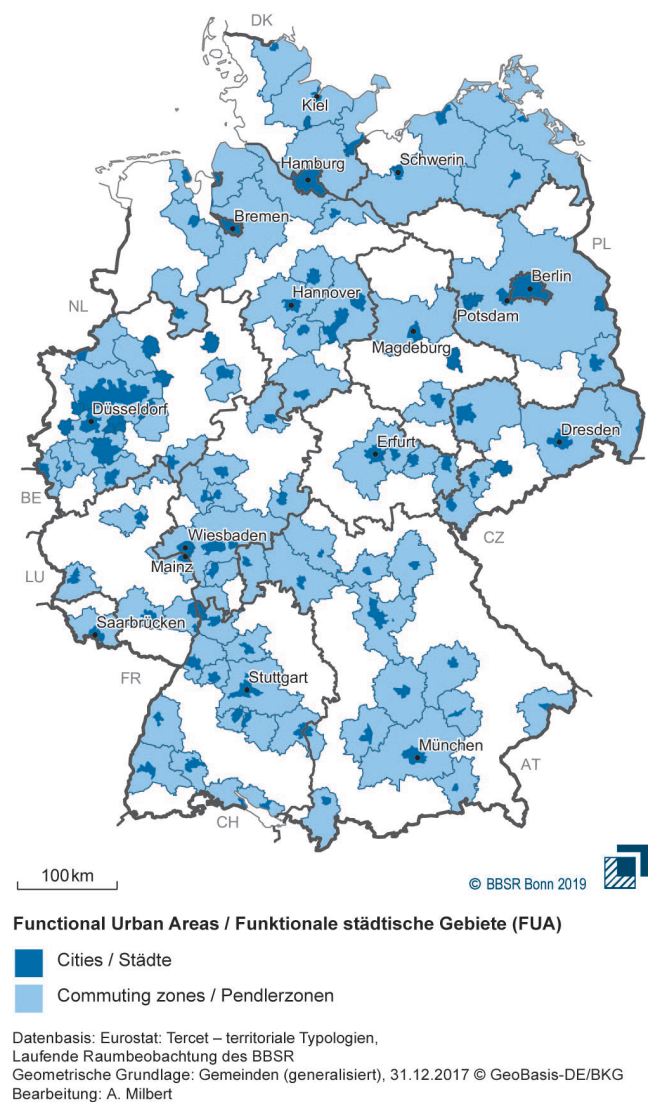 DK
Kiel
Hamburg
Schwerin
Bremen
PL
Berlin
Hannover
NL
Potsdam
Magdeburg
Düsseldorf
Dresden
Erfurt
BE
Wiesbaden
CZ
Mainz
LU
Saarbrücken
FR
Stuttgart
München
AT
CH
100 km
© BBSR Bonn 2019
Functional Urban Areas / Funktionale städtische Gebiete (FUA)
Cities / Städte
Commuting zones / Pendlerzonen
Datenbasis: Eurostat: Tercet – territoriale Typologien,
Laufende Raumbeobachtung des BBSR
Geometrische Grundlage: Gemeinden (generalisiert), 31.12.2017 © GeoBasis-DE/BKG
Bearbeitung: A. Milbert